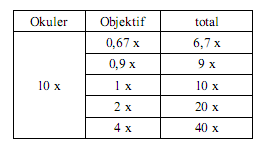 Okuler Objektif total
0,67 x 6,7 x
0,9 x 9 x
10 x 1 x 10 x
2 x 20 x
4 x 40 x